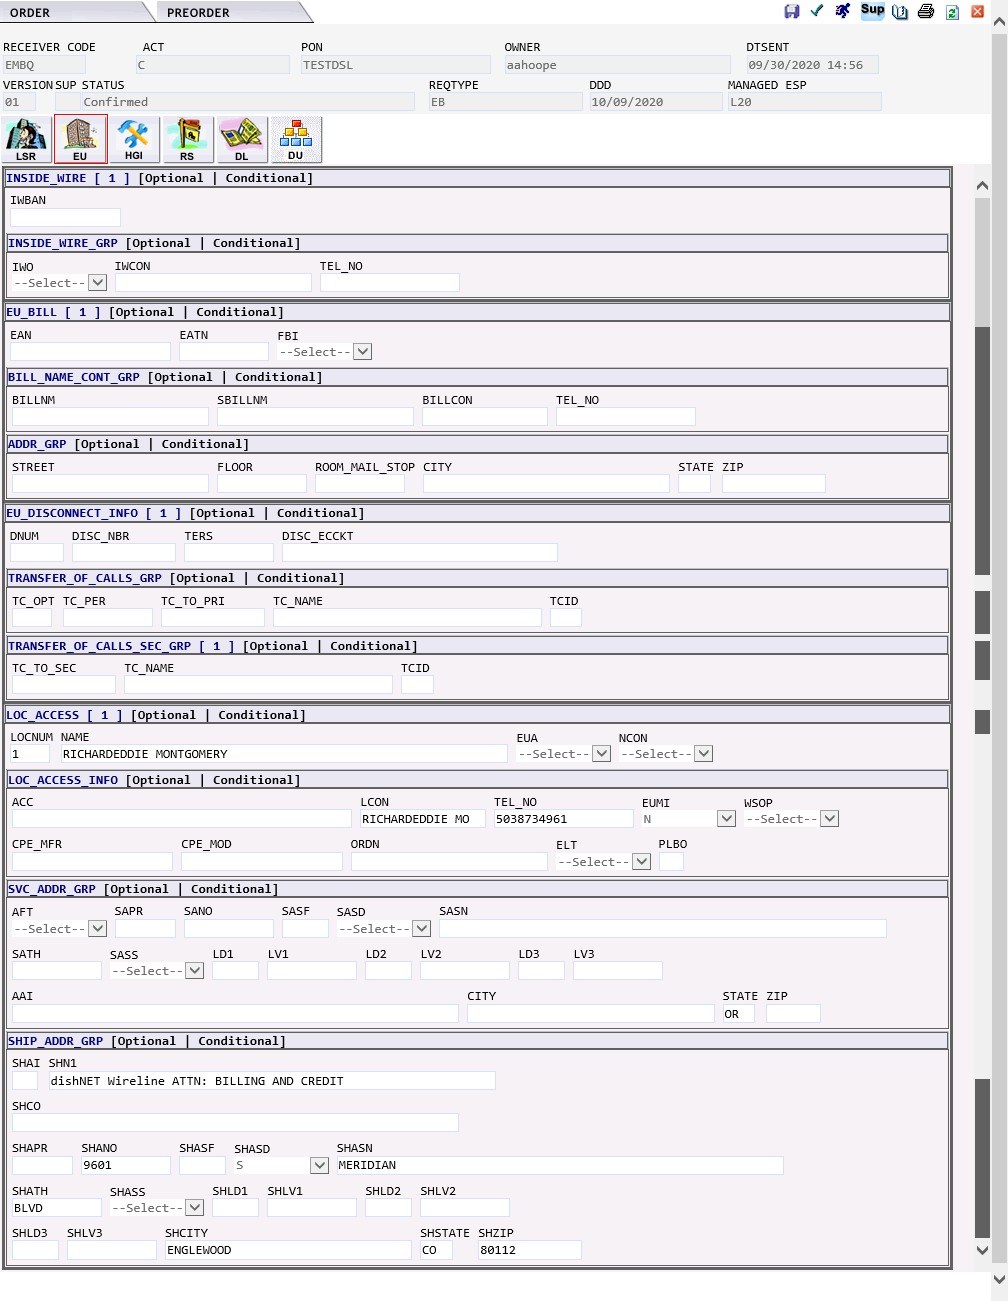 ORDER PREORDER Sup
RECEIVER CODE ACT PON OWNER DTSENT
EMBQ C TESTDSL aahoope 09/30/2020 14:56
VERSION SUP STATUS REQTYPE DDD MANAGED ESP
01 Confirmed EB 10/09/2020 L20
LSR EU HGI RS DL DU
INSIDE_WIRE [ 1 ] [Optional | Conditional]
IWBAN
INSIDE_WIRE_GRP [Optional | Conditional]
IWO IWCON TEL_NO
--Select--
EU_BILL [ 1 ] [Optional | Conditional]
EAN EATN FBI
--Select--
BILL_NAME_CONT_GRP [Optional | Conditional]
BILLNM SBILLNM BILLCON TEL_NO
ADDR_GRP [Optional | Conditional]
STREET FLOOR ROOM_MAIL_STOP CITY STATE ZIP
EU_DISCONNECT_INFO [ 1 ] [Optional | Conditional]
DNUM DISC_NBR TERS DISC_ECCKT
TRANSFER_OF_CALLS_GRP [Optional | Conditional]
TC_OPT TC_PER TC_TO_PRI TC_NAME TCID
TRANSFER_OF_CALLS_SEC_GRP [ 1 ] [Optional | Conditional]
TC_TO_SEC TC_NAME TCID
LOC_ACCESS [ 1 ] [Optional | Conditional]
LOCNUM NAME EUA NCON
1 RICHARDEDDIE MONTGOMERY --Select-- --Select--
LOC_ACCESS_INFO [Optional | Conditional]
ACC LCON TEL_NO EUMI WSOP
RICHARDEDDIE MO 5038734961 N --Select--
CPE_MFR CPE_MOD ORDN ELT PLBO
--Select--
SVC_ADDR_GRP [Optional | Conditional]
AFT SAPR SANO SASF SASD SASN
--Select-- --Select--
SATH SASS LD1 LV1 LD2 LV2 LD3 LV3
--Select--
AAI CITY STATE ZIP
OR
SHIP_ADDR_GRP [Optional | Conditional]
SHAI SHN1
dishNET Wireline ATTN: BILLING AND CREDIT
SHCO
SHAPR SHANO SHASF SHASD SHASN
9601 S MERIDIAN
SHATH SHASS SHLD1 SHLV1 SHLD2 SHLV2
BLVD --Select--
SHLD3 SHLV3 SHCITY SHSTATE SHZIP
ENGLEWOOD CO 80112